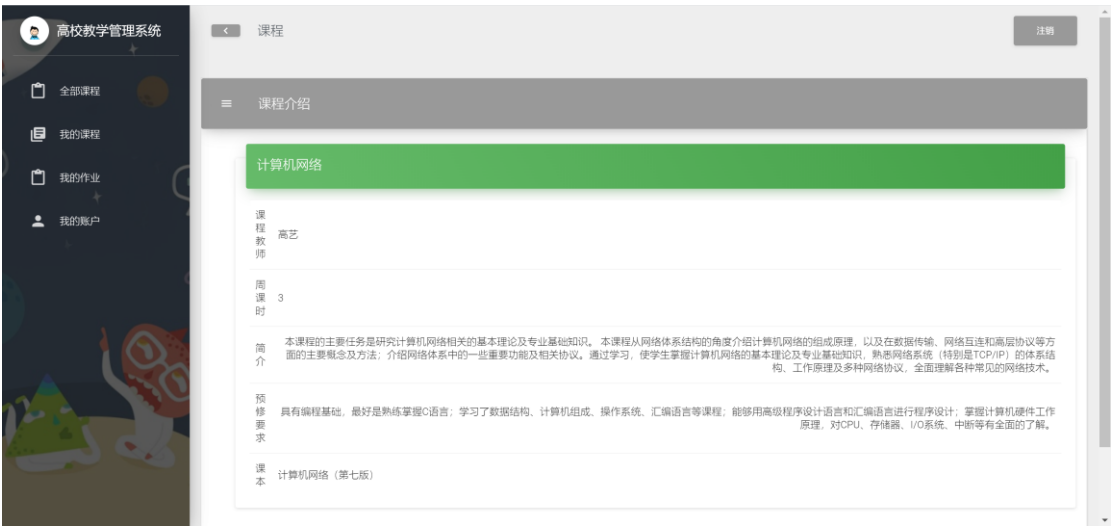 高校教学管理系统
课程
注销
全部课程
我的课程
我的作业
我的账户
课程介绍
计算机网络
课
程
教
师
高艺
周
课
时
3
简
介
本课程的主要任务是研究计算机网络相关的基本理论及专业基础知识。 本课程从网络体系结构的角度介绍计算机网络的组成原理，以及在数据传输、网络互连和高层协议等方
面的主要概念及方法；介绍网络体系中的一些重要功能及相关协议。通过学习，使学生掌握计算机网络的基本理论及专业基础知识，熟悉网络系统（特别是TCP/IP）的体系结
构、工作原理及多种网络协议，全面理解各种常见的网络技术。
预
修
要
求
具有编程基础，最好是熟练掌握C语言；学习了数据结构、计算机组成、操作系统、汇编语言等课程；能够用高级程序设计语言和汇编语言进行程序设计；掌握计算机硬件工作
原理，对CPU、存储器、I/O系统、中断等有全面的了解。
课
本
计算机网络（第七版）